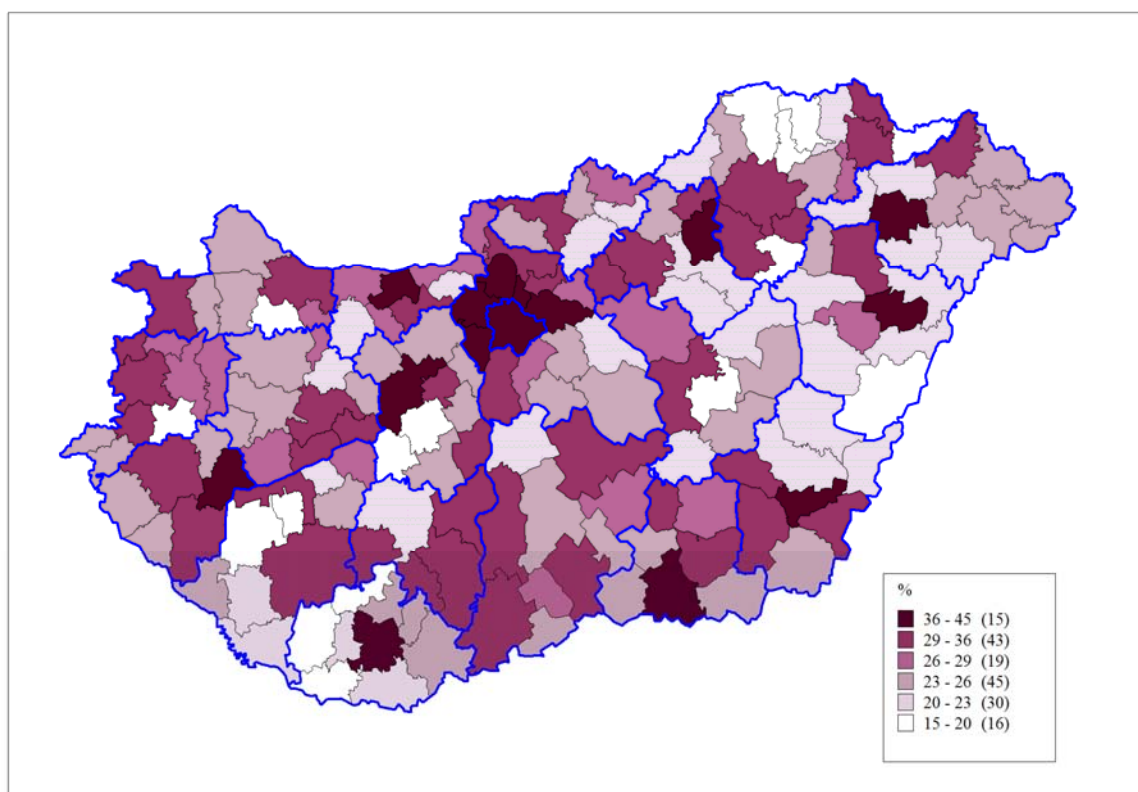 %
36 - 45 (15)
29 - 36 (43)
26 - 29 (19)
23 - 26 (45)
20 - 23 (30)
15 - 20 (16)